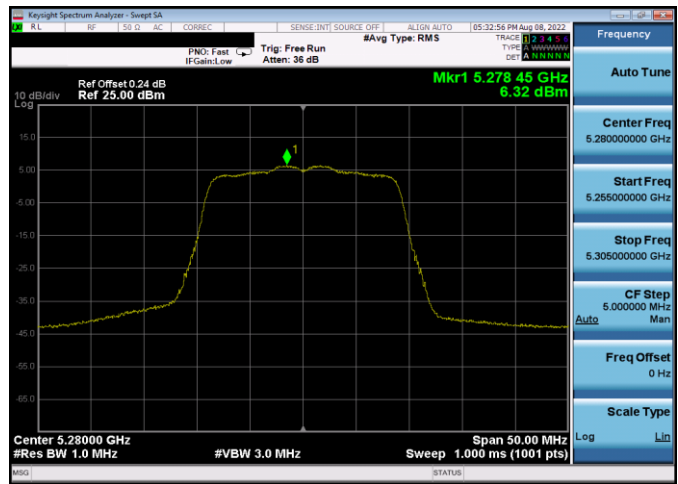 Keysight Spectrum Analyzer - Swept SA
RL RF 50 Ω AC CORREC SENSE:INT SOURCE OFF ALIGN AUTO 05:32:56 PM Aug 08, 2022
#Avg Type: RMS
TRACE 1 2 3 4 5 6
TYPE A WWWWW
DET A N N N N N
PNO: Fast
IFGain:Low
Trig: Free Run
Atten: 36 dB
Frequency
Auto Tune
Mkr1 5.278 45 GHz
6.32 dBm
Ref Offset 0.24 dB
Ref 25.00 dBm
10 dB/div
Log
15.0
5.00
-5.00
-15.0
-25.0
-35.0
-45.0
-55.0
-65.0
1
Center Freq
5.280000000 GHz
Start Freq
5.255000000 GHz
Stop Freq
5.305000000 GHz
CF Step
5.000000 MHz
Auto Man
Freq Offset
0 Hz
Scale Type
Log Lin
Center 5.28000 GHz
Span 50.00 MHz
#Res BW 1.0 MHz
#VBW 3.0 MHz
Sweep 1.000 ms (1001 pts)
MSG
STATUS